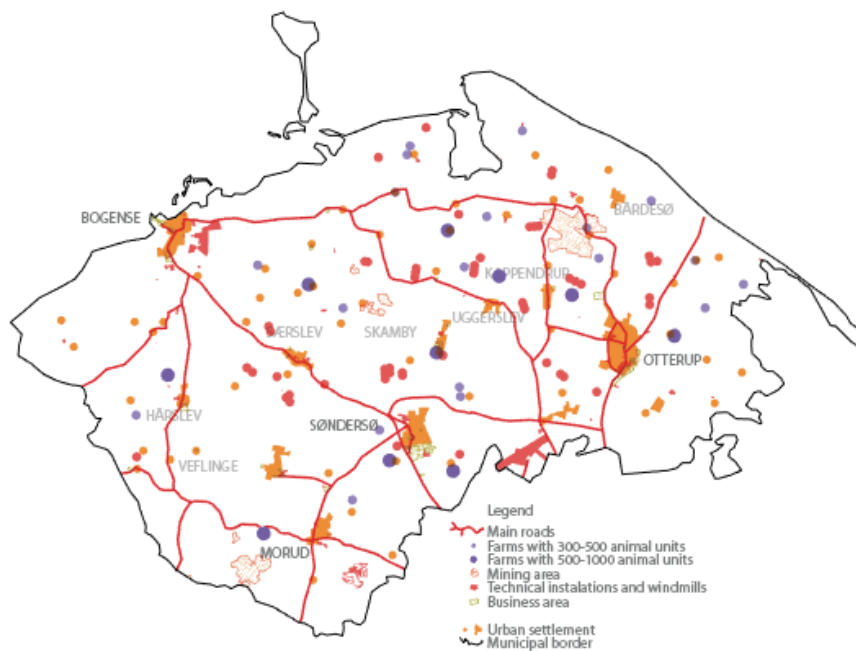 BOGENSE
BÅRDESØ
KAPPENDRUP
UGGERSLEV
SKAMBY
OTTERUP
HÅRSLEV
SØNDERSØ
VEFLINGE
MORUD
Legend
Main roads
Farms with 300-500 animal units
Farms with 500-1000 animal units
Mining area
Technical instalations and windmills
Business area
Urban settlement
Municipal border